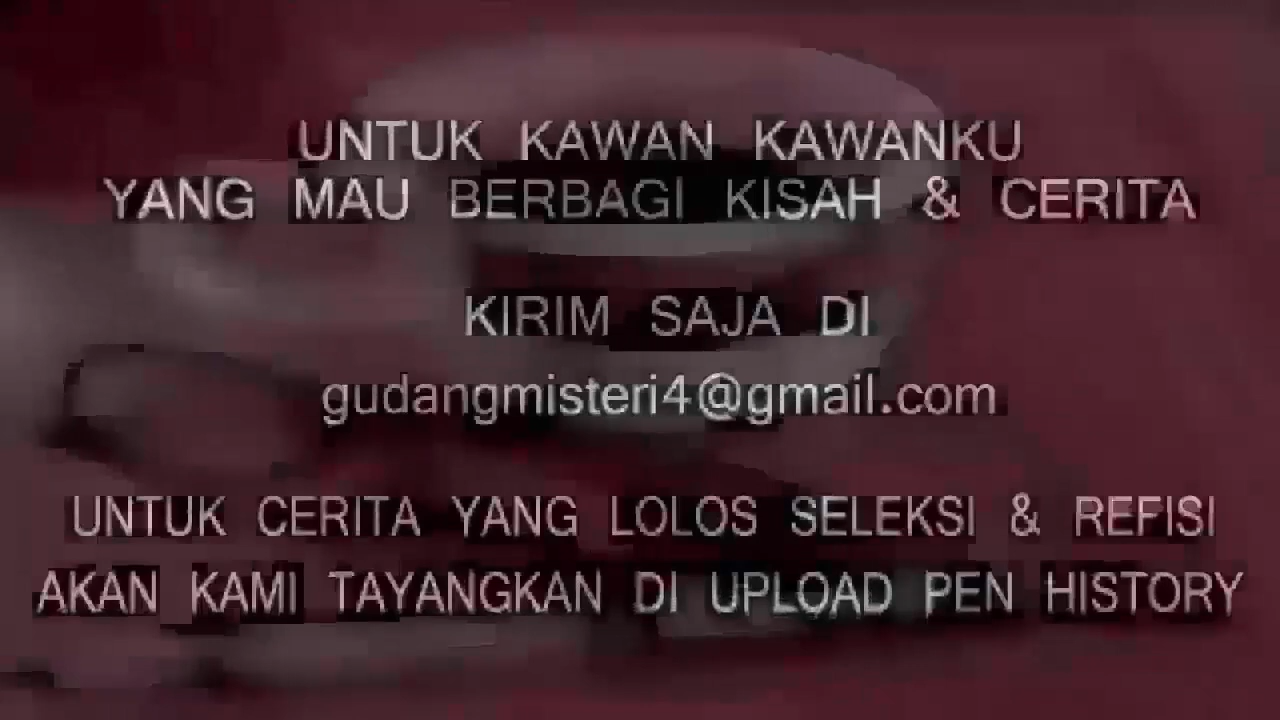 UNTUK KAWAN KAWANKU
YANG MAU BERBAGI KISAH & CERITA
KIRIM SAJA DI
gudangmisteri4@gmail.com
UNTUK CERITA YANG LOLOS SELEKSI & REFISI
AKAN KAMI TAYANGKAN DI UPLOAD PEN HISTORY